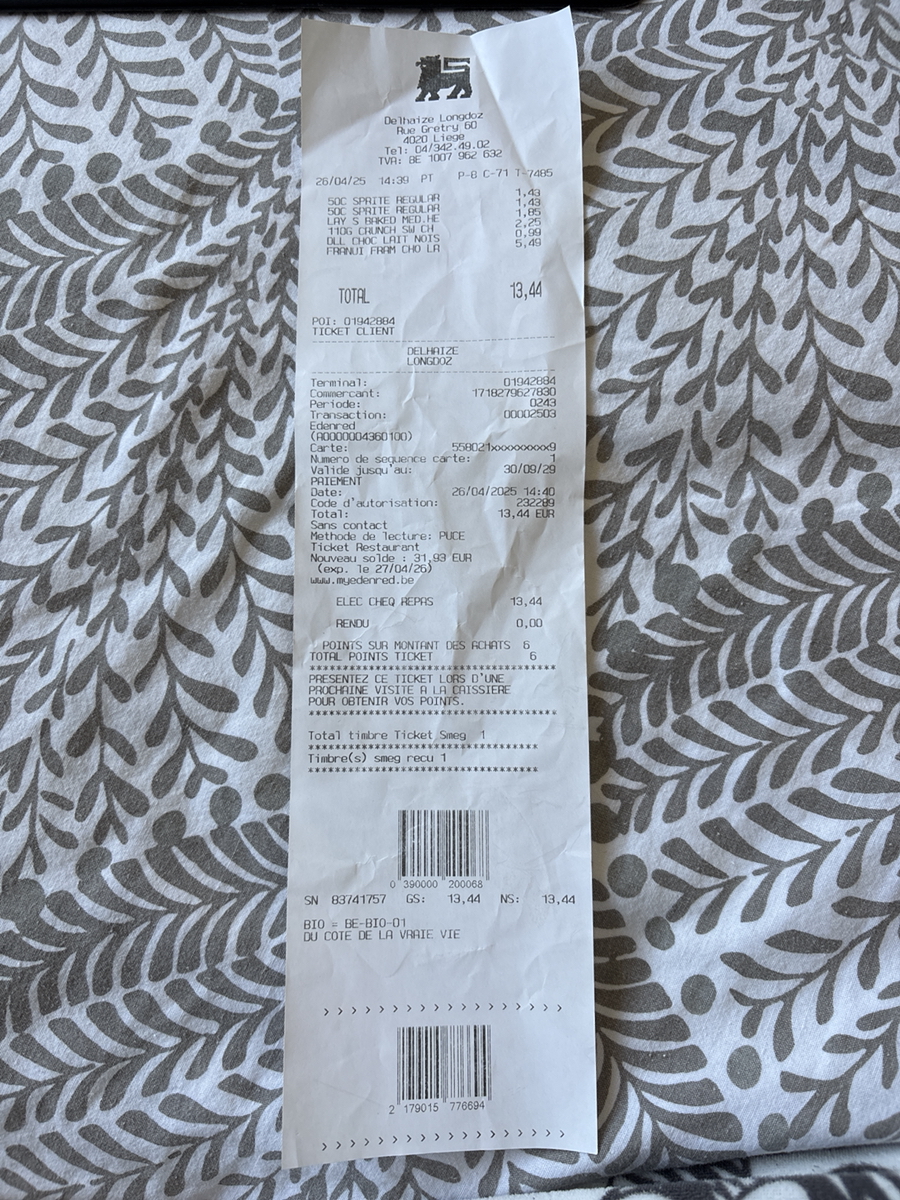 Delhaize Longdoz
Rue Gretry 60
4020 Liege
Tel: 04/342.49.02
TVA: BE 1007 962 632
26/04/25 14:39 PT P-8 C-71 T-7485
50C SPRITE REGULAR 1,43
50C SPRITE REGULAR 1,43
LAY S BAKED MED.HE 1,85
110G CRUNCH SW CH 2,25
DLL CHOC LAIT NOIS 0,99
FRANUI FRAM CHO LA 5,49
TOTAL 13,44
POI: 01942884
TICKET CLIENT
DELHAIZE
LONGDOZ
Terminal: 01942884
Commercant: 1718279627830
Periode: 0243
Transaction: 00002503
Edenred
(A0000004360100)
Carte: 558021xxxxxxxxx9
Numero de sequence carte: 1
Valide jusqu'au: 30/09/29
PAIEMENT
Date: 26/04/2025 14:40
Code d'autorisation: 232289
Total: 13,44 EUR
Sans contact
Methode de lecture: PUCE
Ticket Restaurant
Nouveau solde : 31,93 EUR
(exp. le 27/04/26)
www.myedenred.be
ELEC CHEQ REPAS 13,44
RENDU 0,00
POINTS SUR MONTANT DES ACHATS 6
TOTAL POINTS TICKET 6
****************************************
PRESENTEZ CE TICKET LORS D'UNE
PROCHAINE VISITE A LA CAISSIERE
POUR OBTENIR VOS POINTS.
****************************************
Total timbre Ticket Smeg 1
**************************************
Timbre(s) smeg recu 1
**************************************
0 390000 200068
SN 83741757 GS: 13,44 NS: 13,44
BIO = BE-BIO-01
DU COTE DE LA VRAIE VIE
> > > > > > > > > > > > > > > > > >
2 179015 776694
> > > > > > > > > > > > > > > > > >